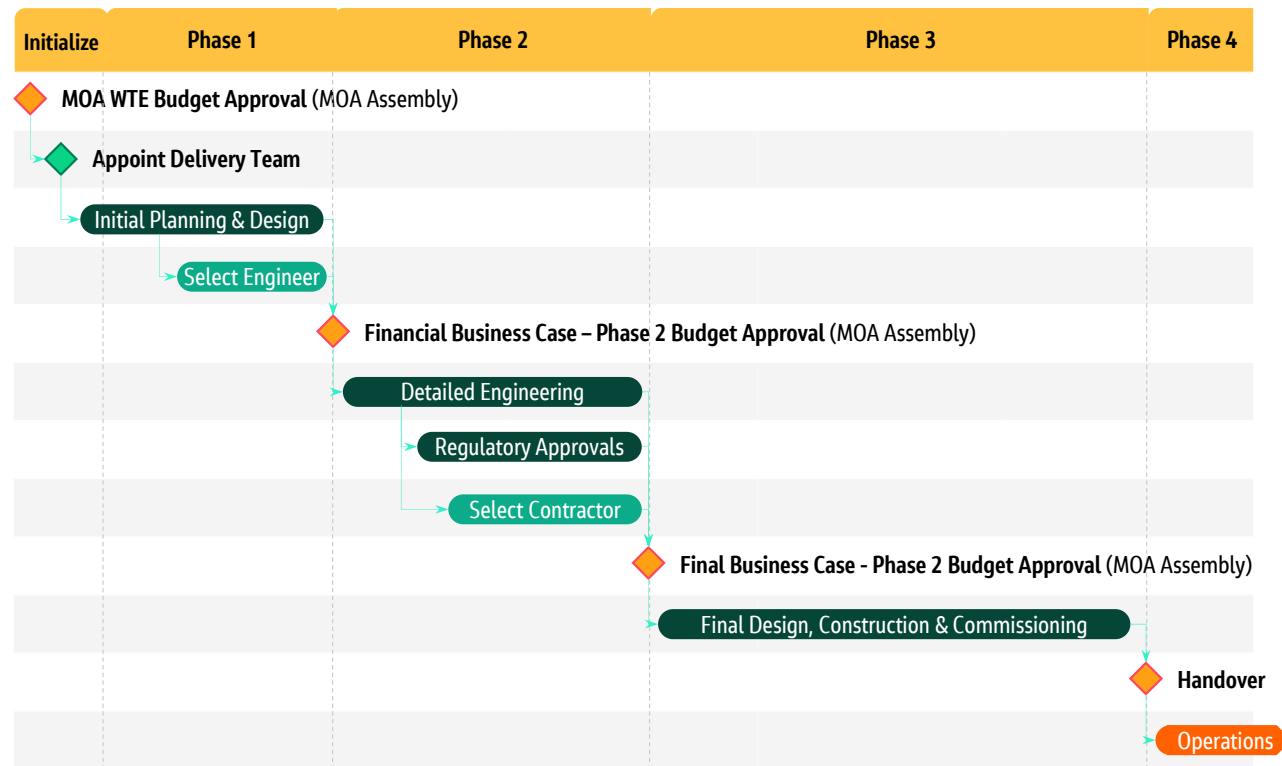 Initialize Phase 1 Phase 2 Phase 3 Phase 4
MOA WTE Budget Approval (MOA Assembly)
Appoint Delivery Team
Initial Planning & Design
Select Engineer
Financial Business Case – Phase 2 Budget Approval (MOA Assembly)
Detailed Engineering
Regulatory Approvals
Select Contractor
Final Business Case - Phase 2 Budget Approval (MOA Assembly)
Final Design, Construction & Commissioning
Handover
Operations